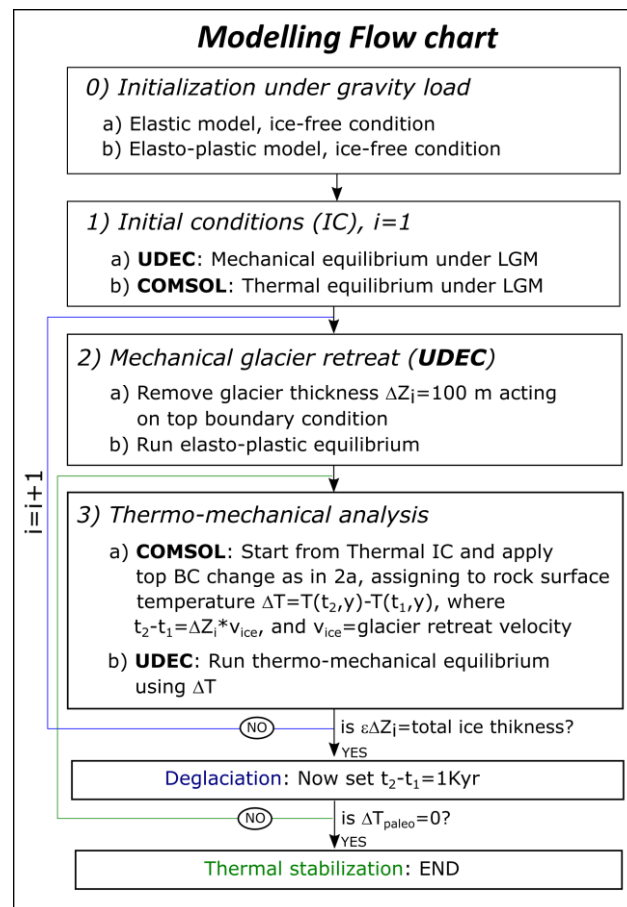 Modelling Flow chart
0) Initialization under gravity load
a) Elastic model, ice-free condition
b) Elasto-plastic model, ice-free condition
1) Initial conditions (IC), i=1
a) UDEC: Mechanical equilibrium under LGM
b) COMSOL: Thermal equilibrium under LGM
2) Mechanical glacier retreat (UDEC)
a) Remove glacier thickness ΔZi=100 m acting
on top boundary condition
b) Run elasto-plastic equilibrium
i=i+1
3) Thermo-mechanical analysis
a) COMSOL: Start from Thermal IC and apply
top BC change as in 2a, assigning to rock surface
temperature ΔT=T(t2,y)-T(t1,y), where
t2-t1=ΔZi*vice, and vice=glacier retreat velocity
b) UDEC: Run thermo-mechanical equilibrium
using ΔT
NO
is εΔZi=total ice thikness?
YES
Deglaciation: Now set t2-t1=1Kyr
NO
is ΔTpaleo=0?
YES
Thermal stabilization: END